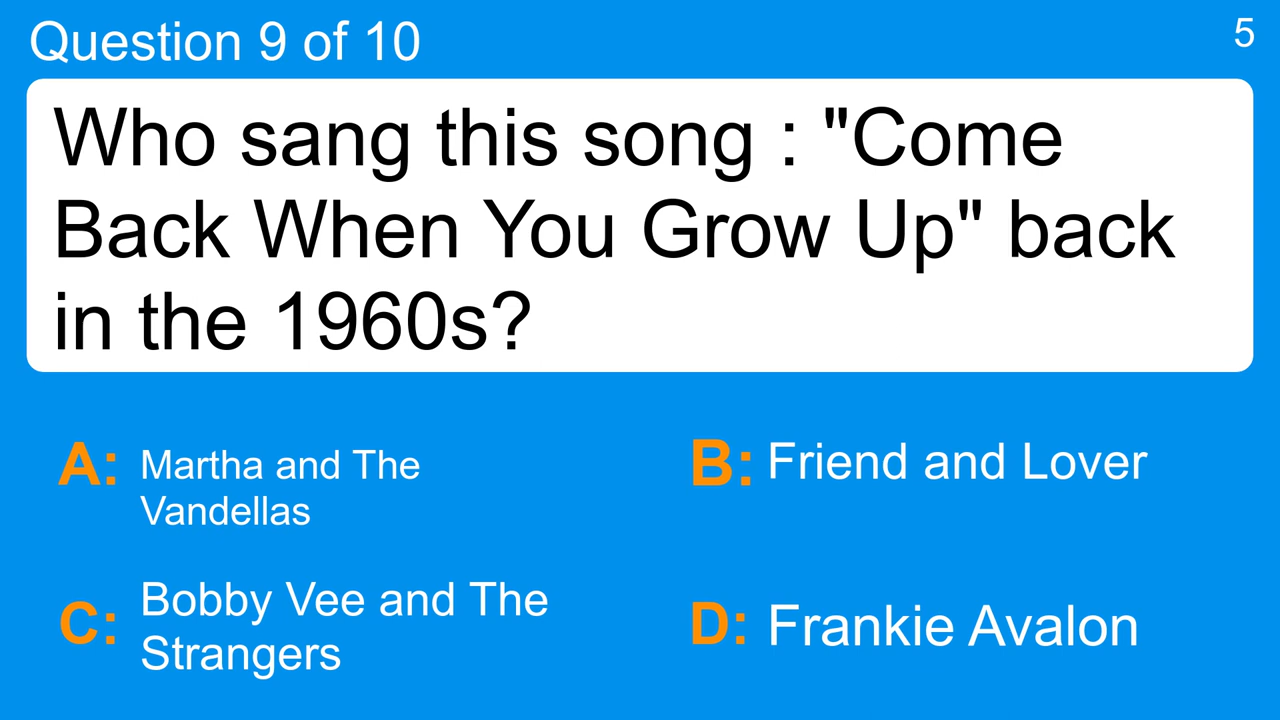 Question 9 of 10
5
Who sang this song : "Come
Back When You Grow Up" back
in the 1960s?
A: Martha and The
Vandellas
B: Friend and Lover
C: Bobby Vee and The
Strangers
D: Frankie Avalon